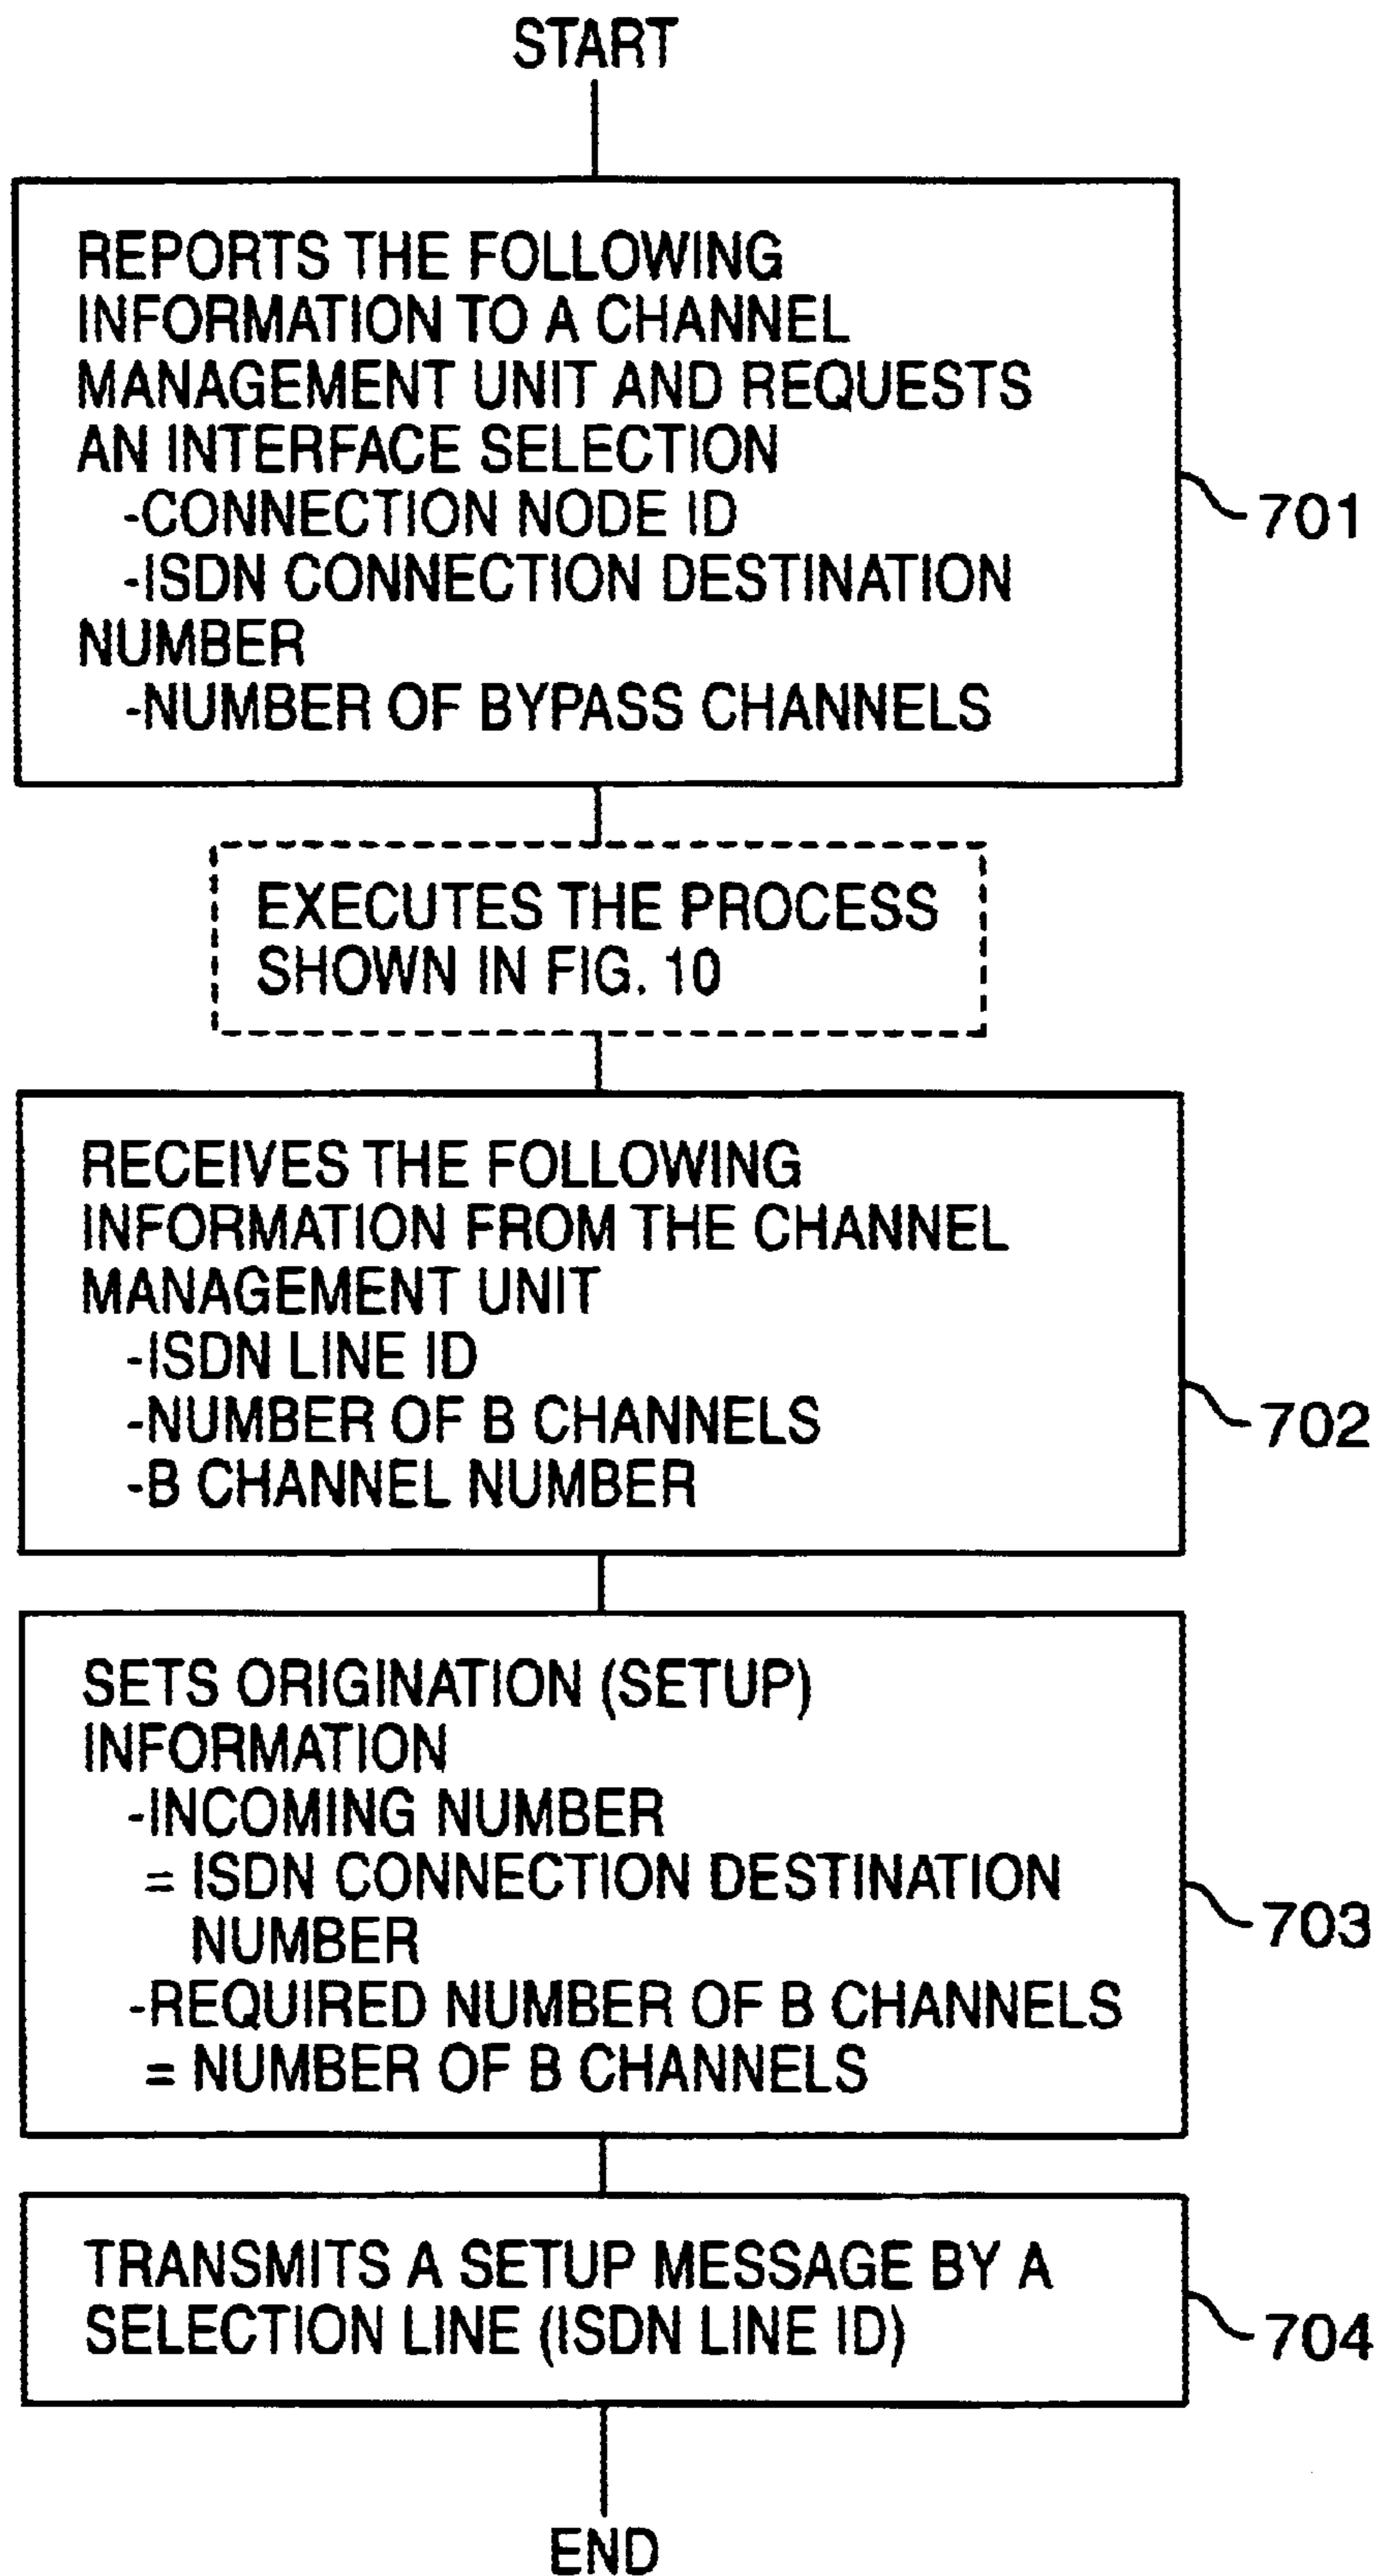 START
REPORTS THE FOLLOWING
INFORMATION TO A CHANNEL
MANAGEMENT UNIT AND REQUESTS
AN INTERFACE SELECTION
-CONNECTION NODE ID
-ISDN CONNECTION DESTINATION
NUMBER
-NUMBER OF BYPASS CHANNELS
701
EXECUTES THE PROCESS
SHOWN IN FIG. 10
RECEIVES THE FOLLOWING
INFORMATION FROM THE CHANNEL
MANAGEMENT UNIT
-ISDN LINE ID
-NUMBER OF B CHANNELS
-B CHANNEL NUMBER
702
SETS ORIGINATION (SETUP)
INFORMATION
-INCOMING NUMBER
= ISDN CONNECTION DESTINATION
NUMBER
-REQUIRED NUMBER OF B CHANNELS
= NUMBER OF B CHANNELS
703
TRANSMITS A SETUP MESSAGE BY A
SELECTION LINE (ISDN LINE ID)
704
END